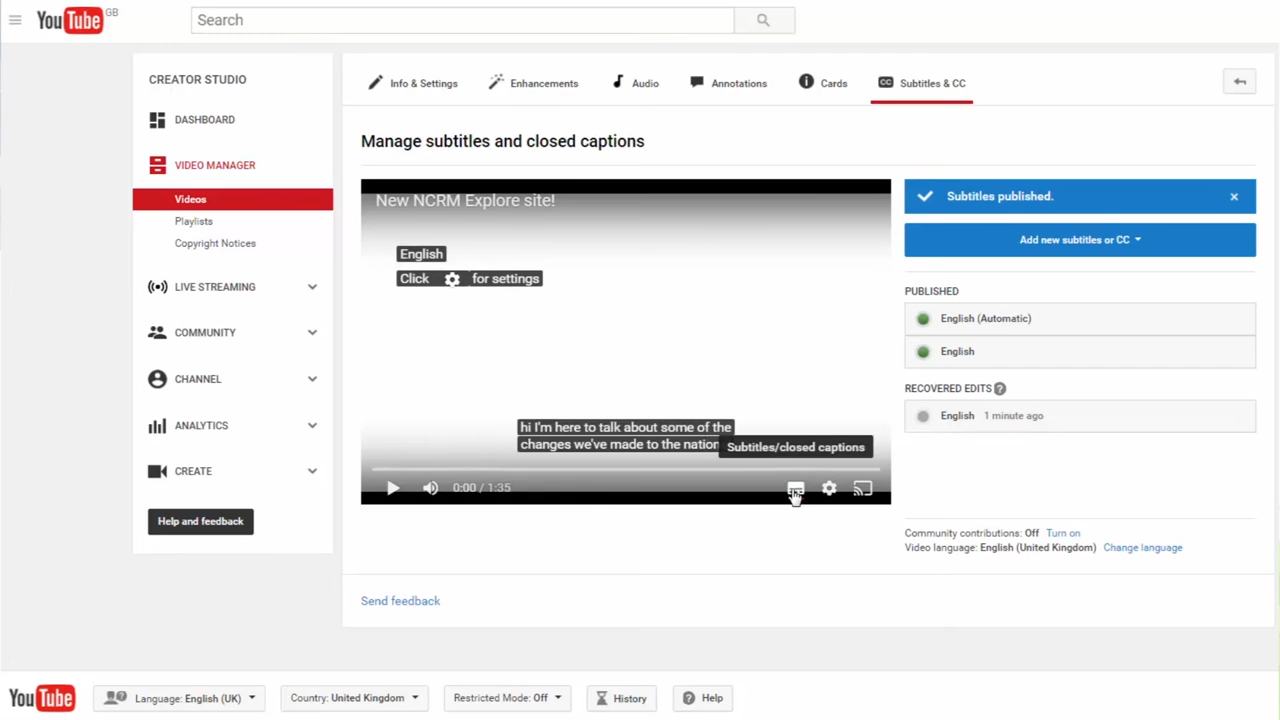 YouTube GB
Search
CREATOR STUDIO
DASHBOARD
VIDEO MANAGER
Videos
Playlists
Copyright Notices
LIVE STREAMING
COMMUNITY
CHANNEL
ANALYTICS
CREATE
Help and feedback
Info & Settings
Enhancements
Audio
Annotations
Cards
CC Subtitles & CC
Manage subtitles and closed captions
New NCRM Explore site!
English
Click for settings
hi I'm here to talk about some of the
changes we've made to the nation
Subtitles/closed captions
0:00 / 1:35
Subtitles published.
Add new subtitles or CC
PUBLISHED
English (Automatic)
English
RECOVERED EDITS
English 1 minute ago
Community contributions: Off Turn on
Video language: English (United Kingdom) Change language
Send feedback
YouTube
Language: English (UK)
Country: United Kingdom
Restricted Mode: Off
History
Help